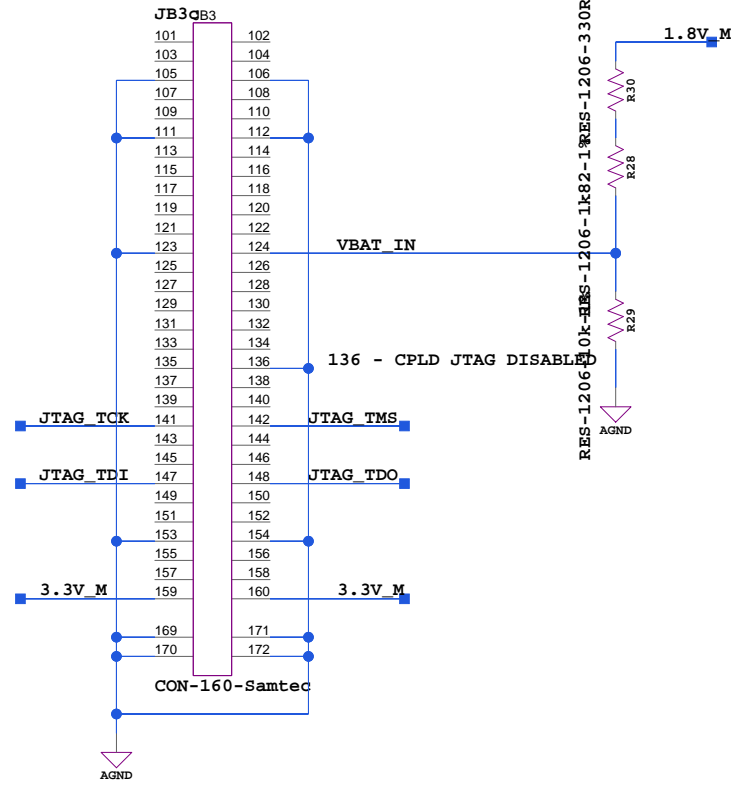 JB3c JB3
101 102
103 104
105 106
107 108
109 110
111 112
113 114
115 116
117 118
119 120
121 122
123 124 VBAT_IN
125 126
127 128
129 130
131 132
133 134
135 136 136 - CPLD JTAG DISABLED
137 138
139 140
JTAG_TCK 141 142 JTAG_TMS
143 144
145 146
JTAG_TDI 147 148 JTAG_TDO
149 150
151 152
153 154
155 156
157 158
3.3V_M 159 160 3.3V_M
169 171
170 172
CON-160-Samtec
AGND
1.8V_M
RES-1206-330R
R30
RES-1206-1k82-1%
R28
RES-1206-10k-1%
R29
AGND